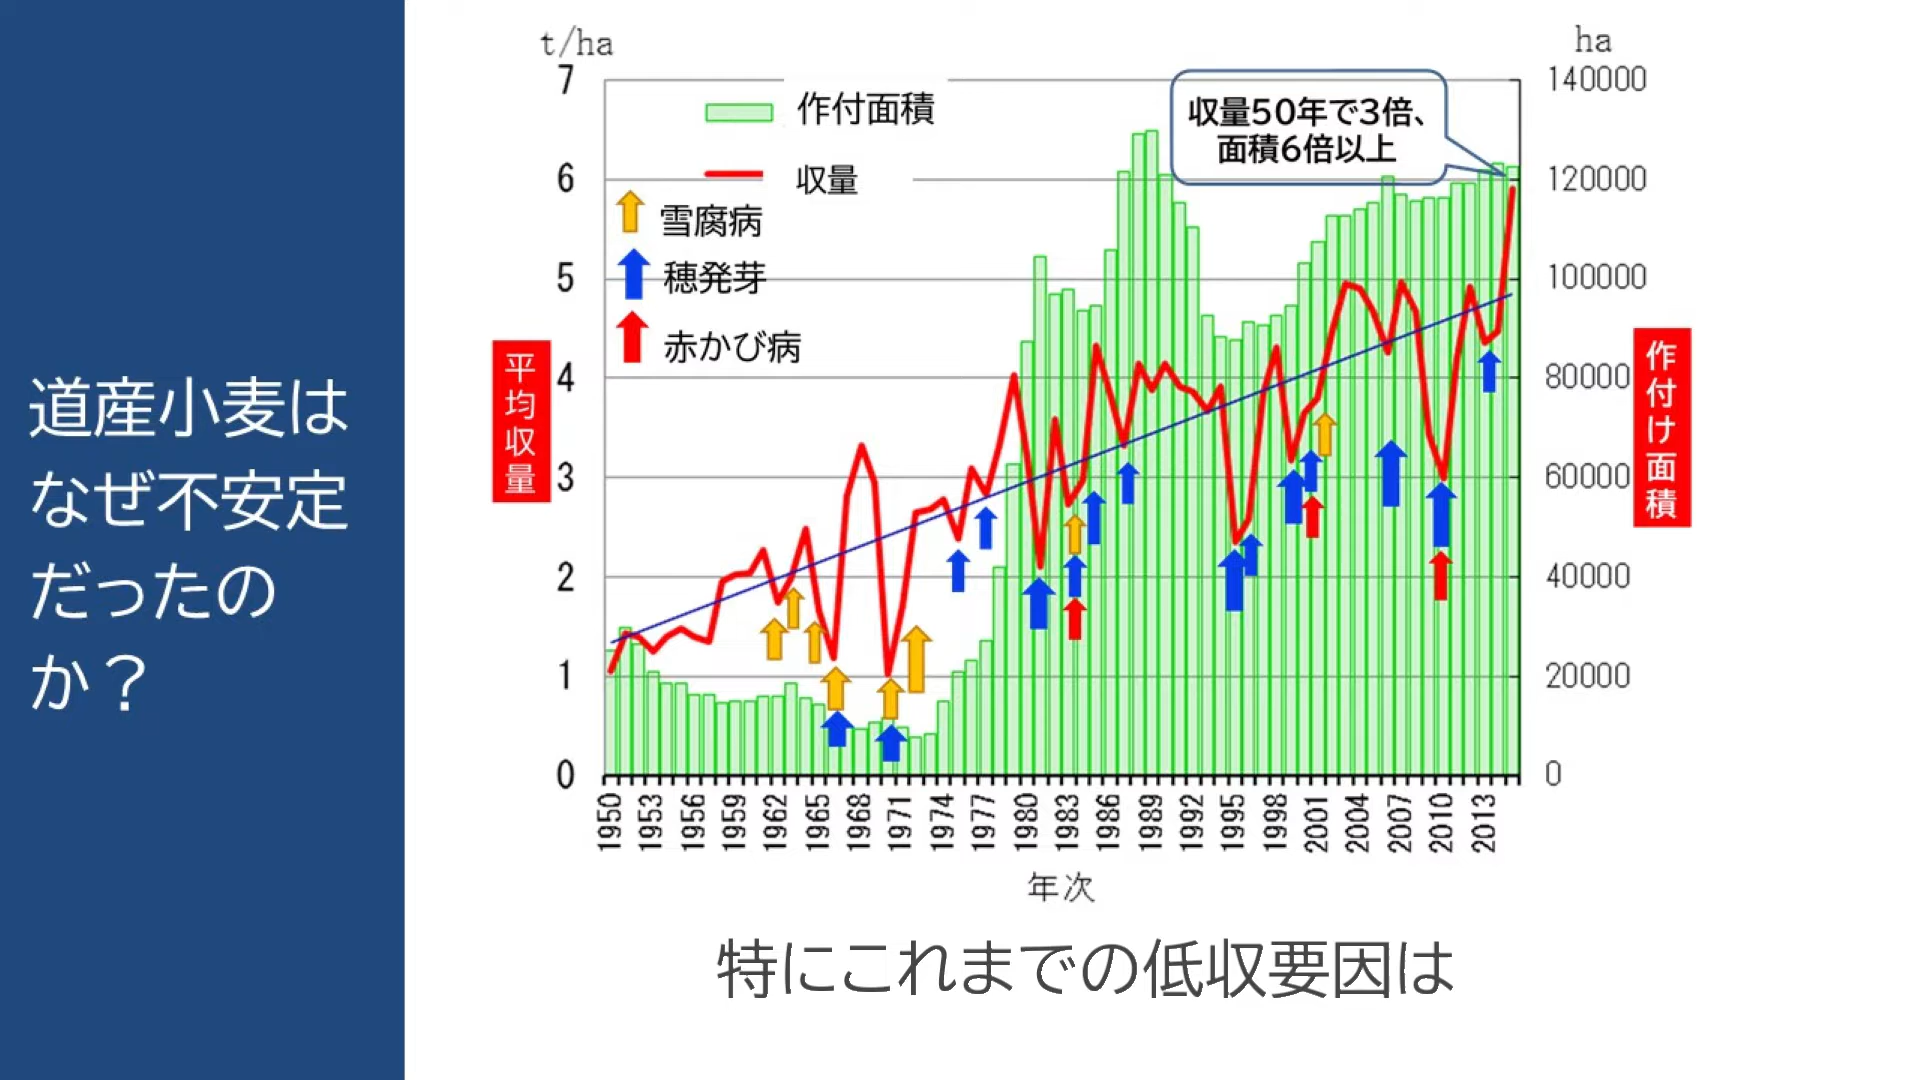 道産小麦は
なぜ不安定
だったの
か？
t/ha
ha
7
6
5
4
3
2
1
0
140000
120000
100000
80000
60000
40000
20000
0
作付面積
収量
雪腐病
穂発芽
赤かび病
収量50年で3倍、
面積6倍以上
平均収量
作付け面積
1950
1953
1956
1959
1962
1965
1968
1971
1974
1977
1980
1983
1986
1989
1992
1995
1998
2001
2004
2007
2010
2013
年次
特にこれまでの低収要因は